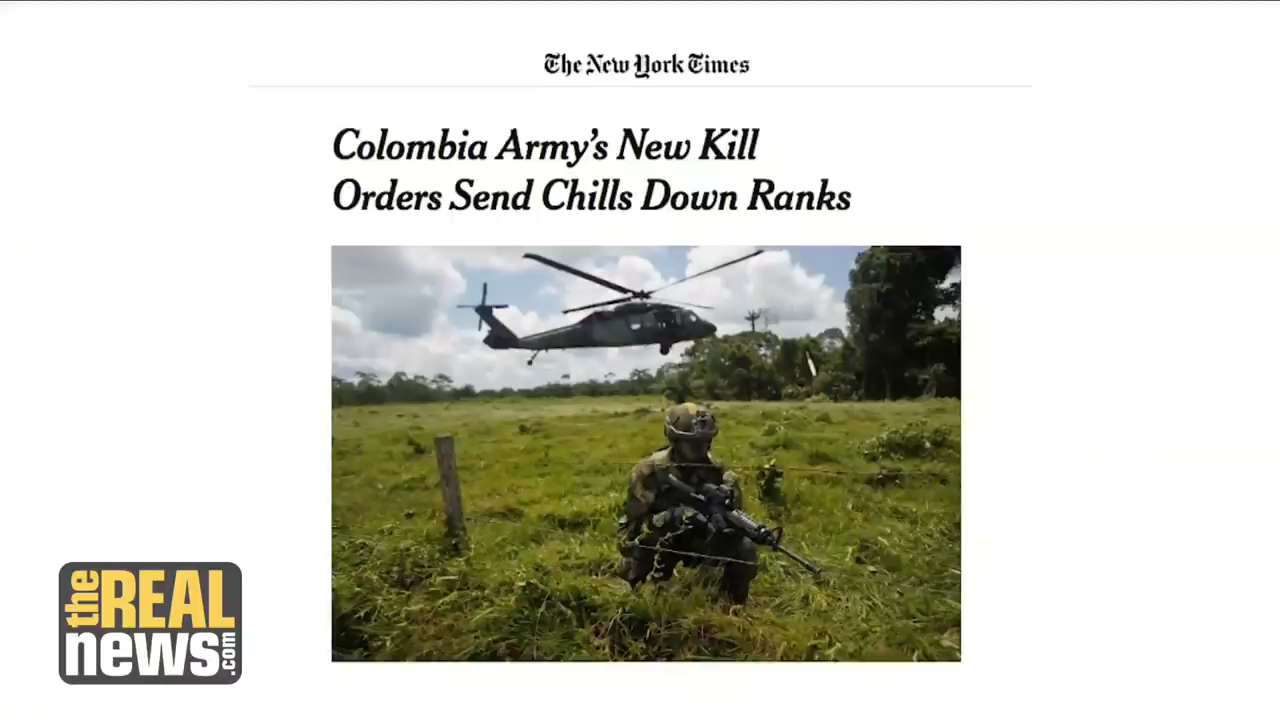 The New York Times
Colombia Army's New Kill
Orders Send Chills Down Ranks
the REAL
news.com